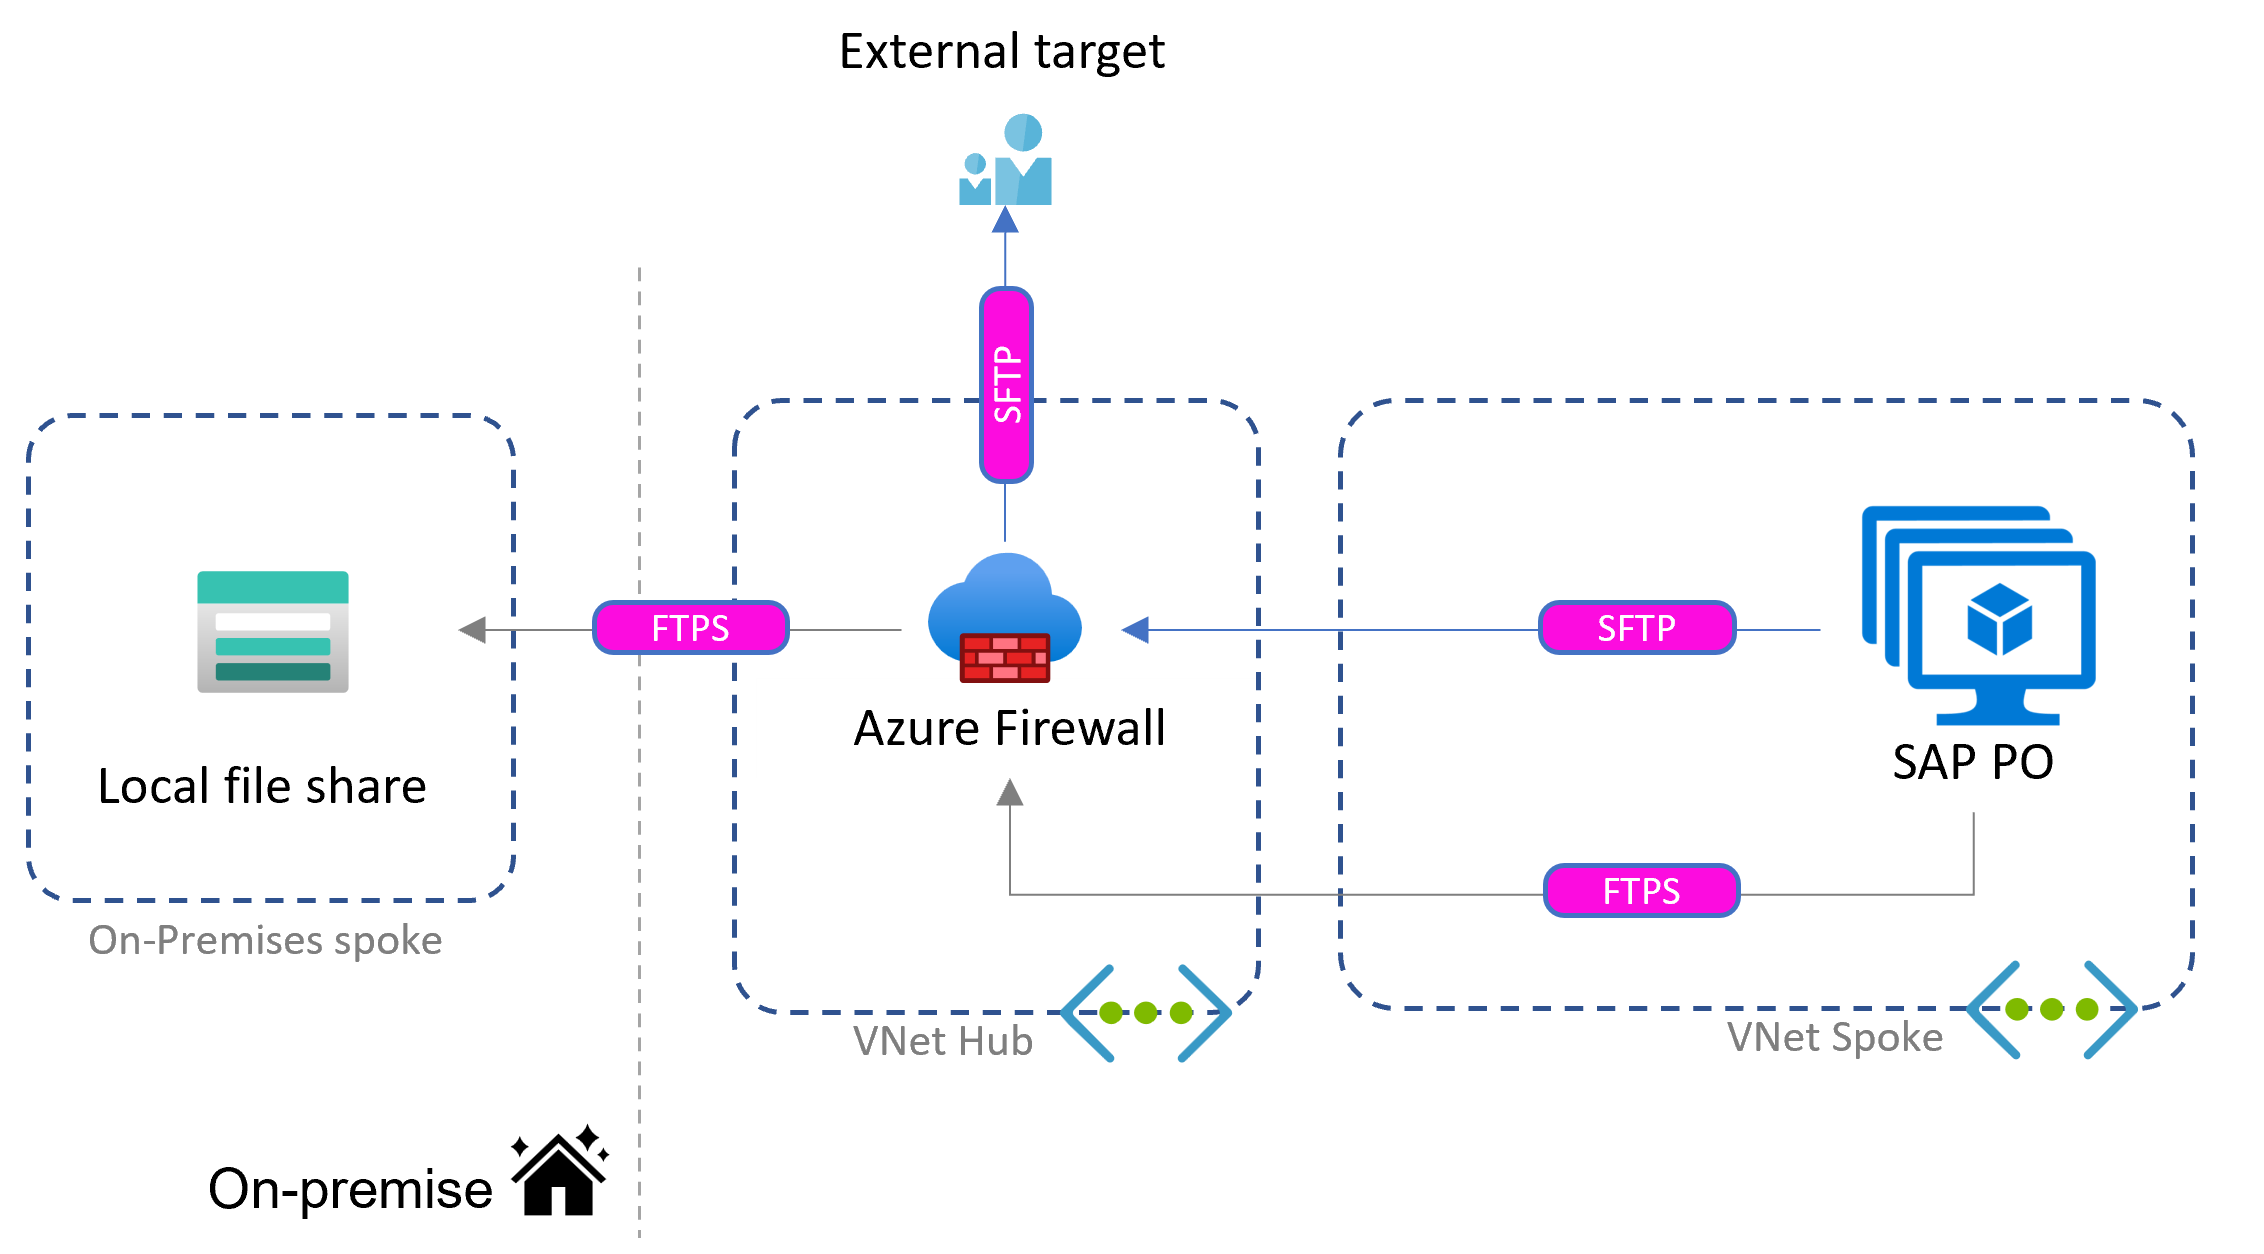 External target
SFTP
FTPS
SFTP
Azure Firewall
SAP PO
Local file share
FTPS
On-Premises spoke
VNet Hub
VNet Spoke
On-premise